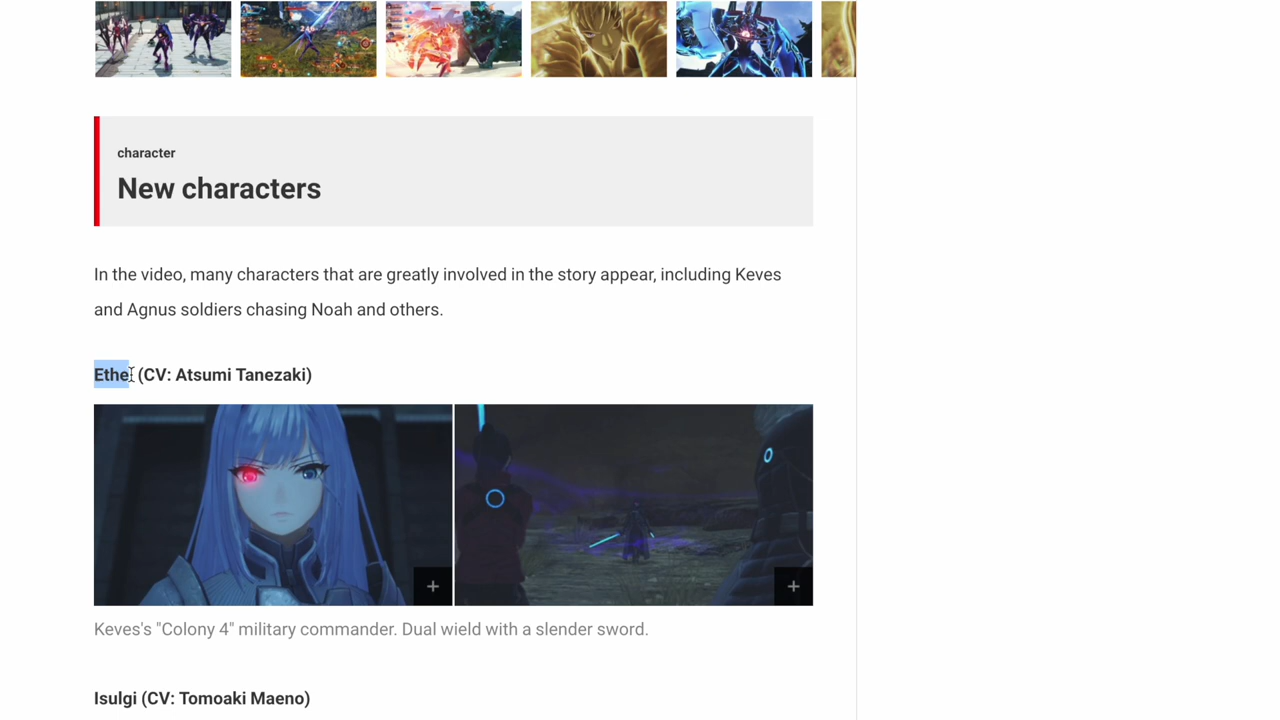 character
New characters
In the video, many characters that are greatly involved in the story appear, including Keves
and Agnus soldiers chasing Noah and others.
Ethel (CV: Atsumi Tanezaki)
Keves's "Colony 4" military commander. Dual wield with a slender sword.
Isulgi (CV: Tomoaki Maeno)